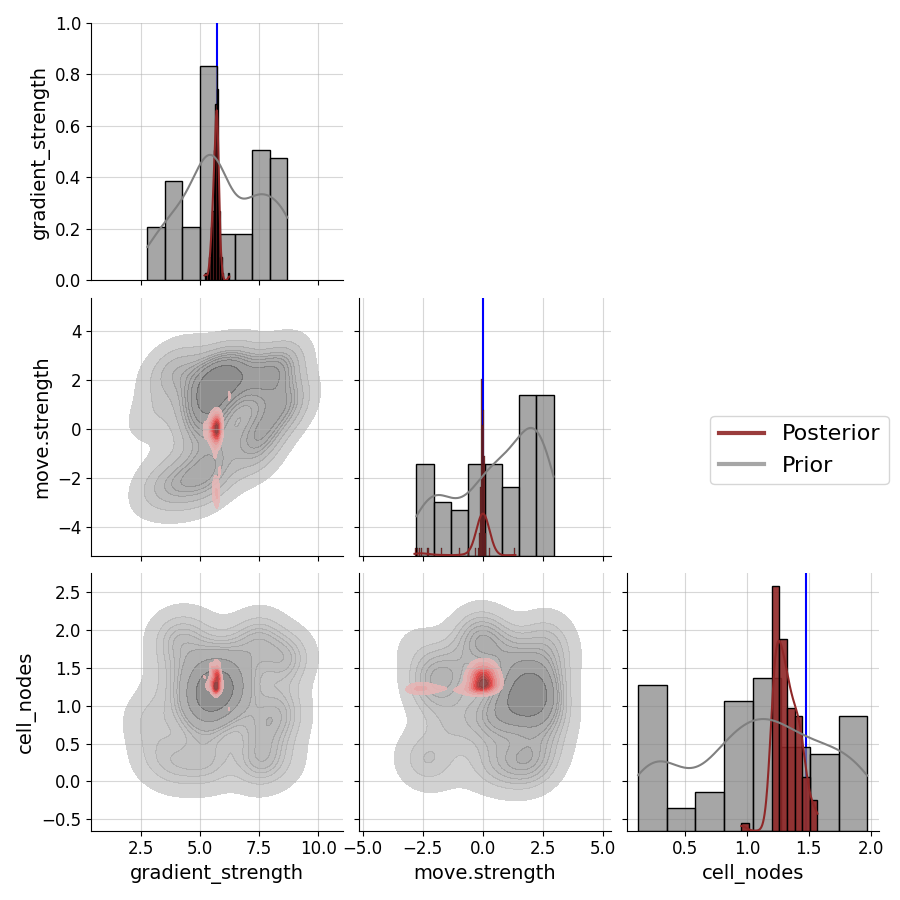 1.0
0.8
0.6
0.4
0.2
0.0
gradient_strength
4
2
0
−2
−4
move.strength
Posterior
Prior
2.5
2.0
1.5
1.0
0.5
0.0
−0.5
cell_nodes
2.5 5.0 7.5 10.0
gradient_strength
−5.0 −2.5 0.0 2.5 5.0
move.strength
0.5 1.0 1.5 2.0
cell_nodes